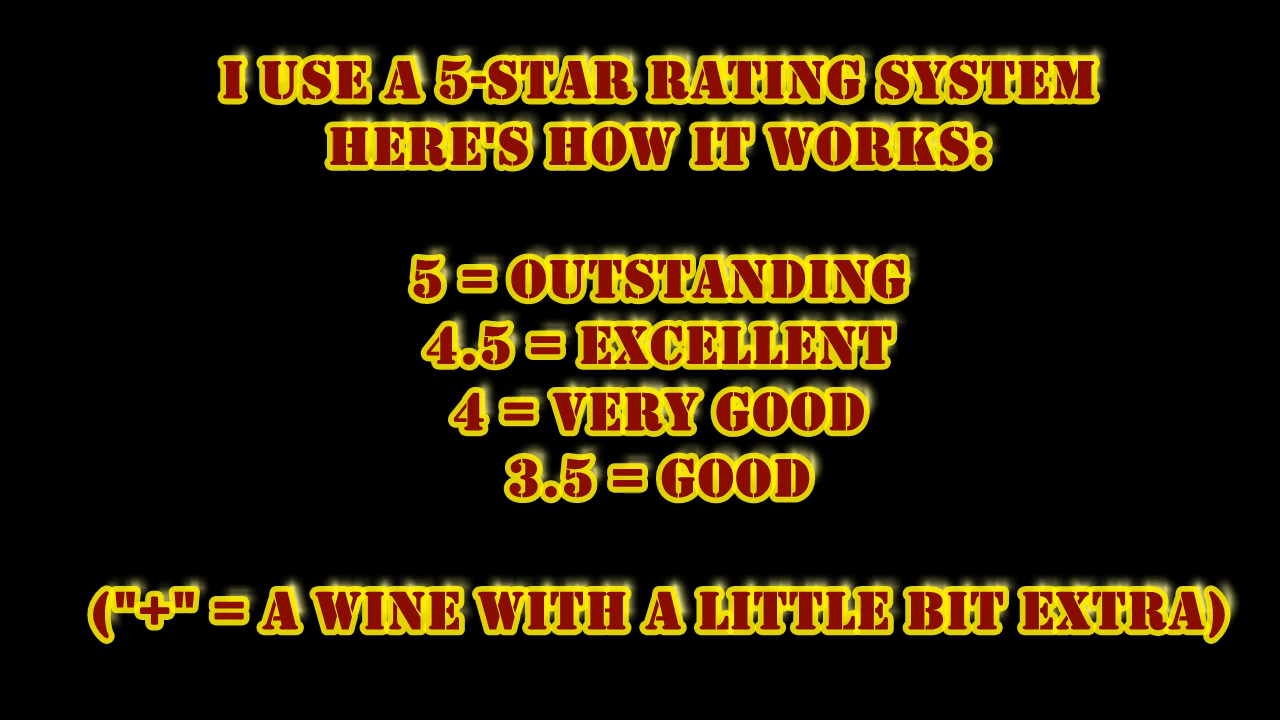 I USE A 5-STAR RATING SYSTEM
HERE'S HOW IT WORKS:
5 = OUTSTANDING
4.5 = EXCELLENT
4 = VERY GOOD
3.5 = GOOD
("+" = A WINE WITH A LITTLE BIT EXTRA)